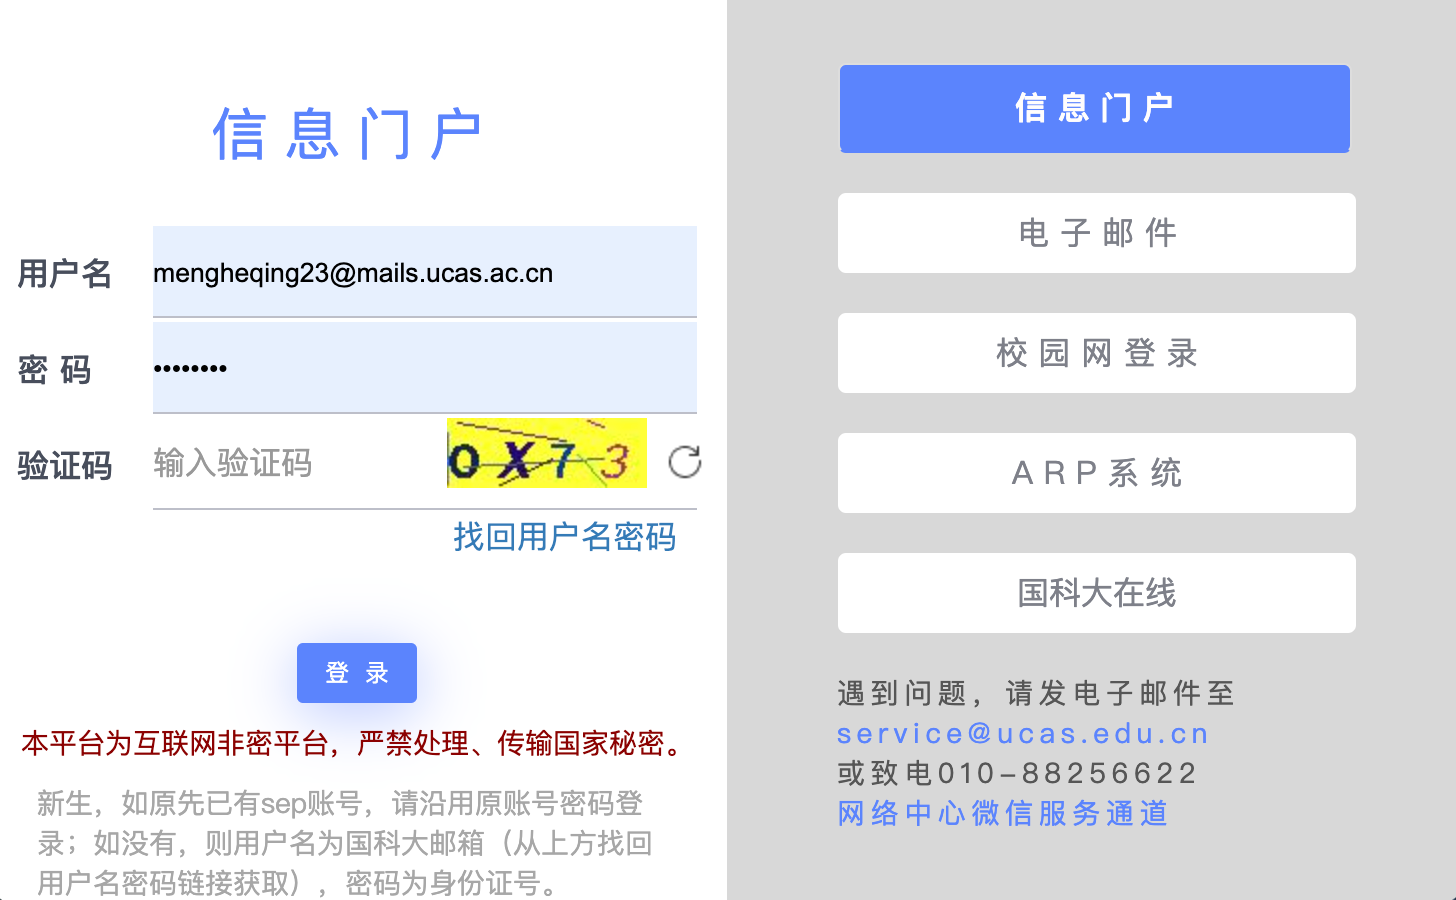 信息门户
用户名
mengheqing23@mails.ucas.ac.cn
密 码
••••••••
验证码
输入验证码
0X73
找回用户名密码
登 录
本平台为互联网非密平台，严禁处理、传输国家秘密。
新生，如原先已有sep账号，请沿用原账号密码登
录；如没有，则用户名为国科大邮箱（从上方找回
用户名密码链接获取），密码为身份证号。
信息门户
电子邮件
校园网登录
ARP系统
国科大在线
遇到问题，请发电子邮件至
service@ucas.edu.cn
或致电010-88256622
网络中心微信服务通道